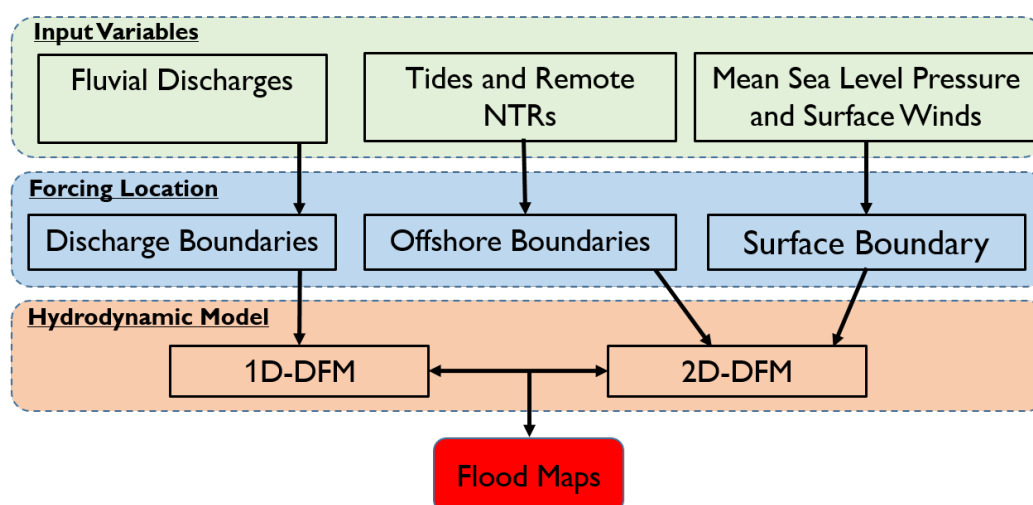 Input Variables
Fluvial Discharges
Tides and Remote
NTRs
Mean Sea Level Pressure
and Surface Winds
Forcing Location
Discharge Boundaries
Offshore Boundaries
Surface Boundary
Hydrodynamic Model
1D-DFM
2D-DFM
Flood Maps